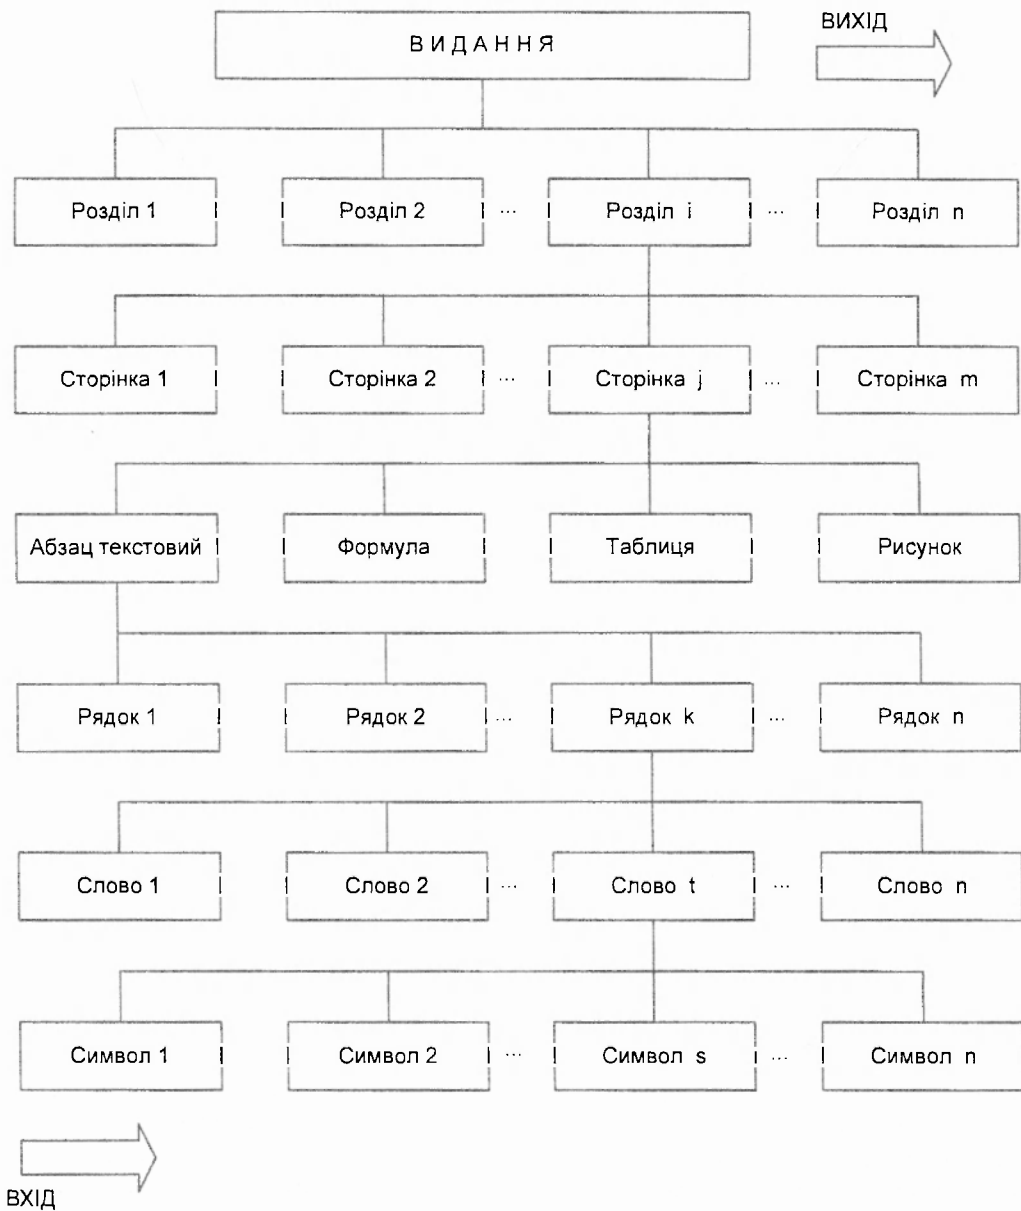 ВИХІД
ВИДАННЯ
Розділ 1 Розділ 2 ... Розділ i ... Розділ n
Сторінка 1 Сторінка 2 ... Сторінка j ... Сторінка m
Абзац текстовий Формула Таблиця Рисунок
Рядок 1 Рядок 2 ... Рядок k ... Рядок n
Слово 1 Слово 2 ... Слово t ... Слово n
Символ 1 Символ 2 ... Символ s ... Символ n
ВХІД